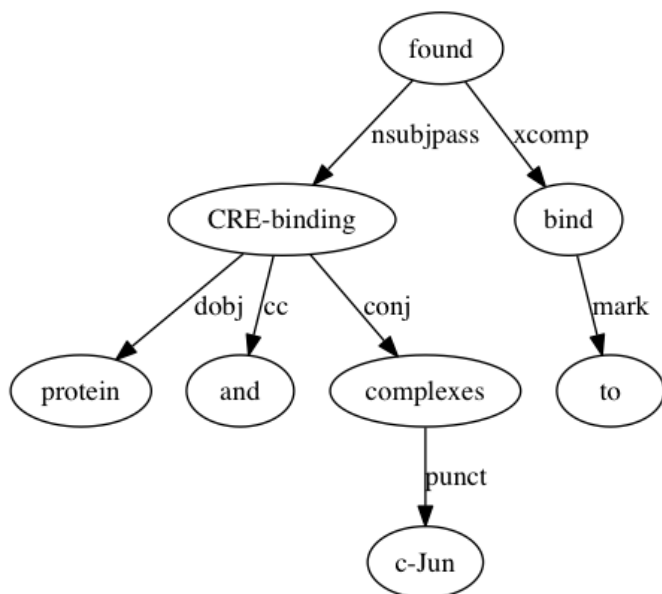 found
nsubjpass xcomp
CRE-binding bind
dobj cc conj mark
protein and complexes to
punct
c-Jun